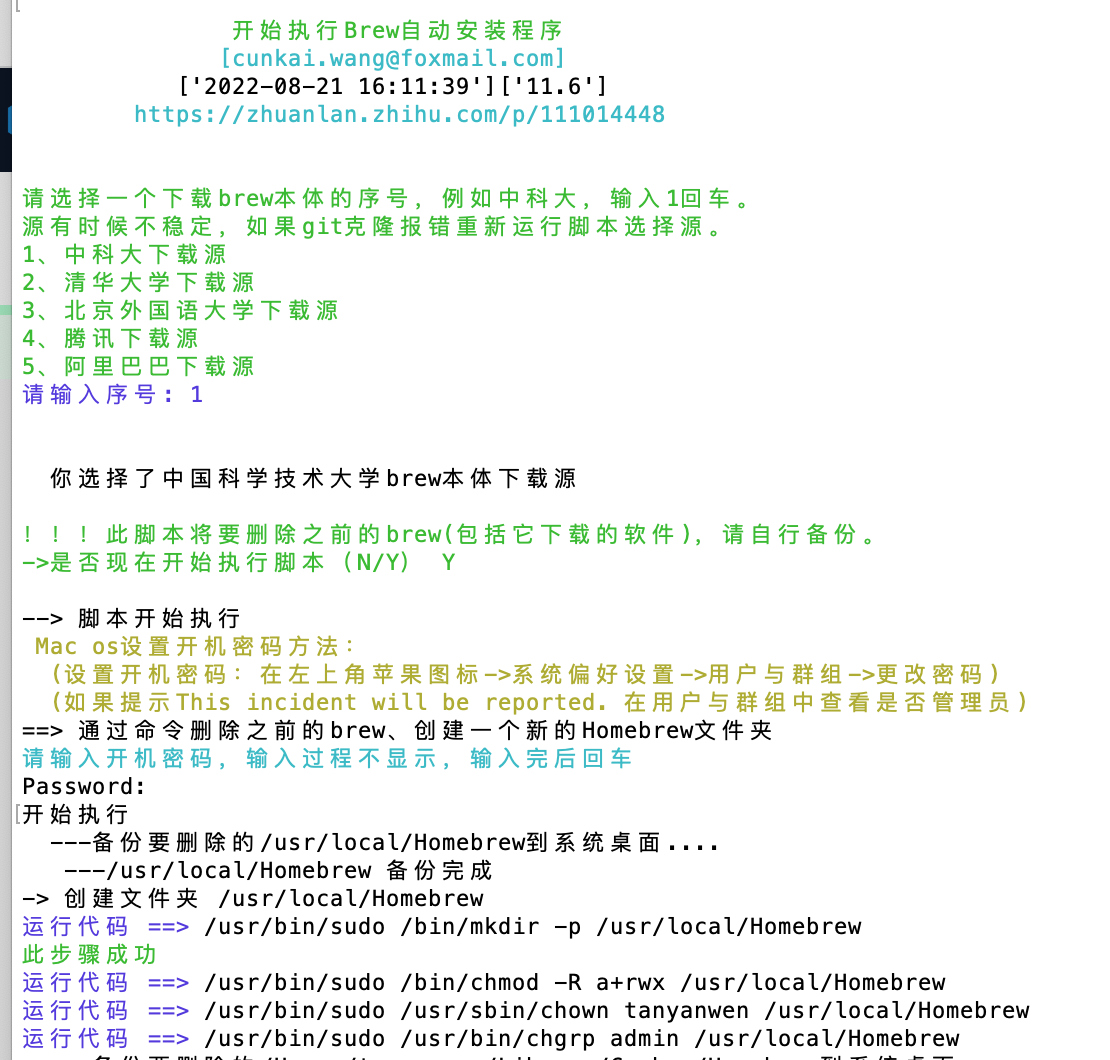 开始执行Brew自动安装程序
[cunkai.wang@foxmail.com]
['2022-08-21 16:11:39']['11.6']
https://zhuanlan.zhihu.com/p/111014448
请选择一个下载brew本体的序号，例如中科大，输入1回车。
源有时候不稳定，如果git克隆报错重新运行脚本选择源。
1、中科大下载源
2、清华大学下载源
3、北京外国语大学下载源
4、腾讯下载源
5、阿里巴巴下载源
请输入序号: 1
你选择了中国科学技术大学brew本体下载源
！！！此脚本将要删除之前的brew(包括它下载的软件)，请自行备份。
->是否现在开始执行脚本（N/Y） Y
--> 脚本开始执行
Mac os设置开机密码方法：
(设置开机密码：在左上角苹果图标->系统偏好设置->用户与群组->更改密码)
(如果提示This incident will be reported. 在用户与群组中查看是否管理员)
==> 通过命令删除之前的brew、创建一个新的Homebrew文件夹
请输入开机密码，输入过程不显示，输入完后回车
Password:
开始执行
---备份要删除的/usr/local/Homebrew到系统桌面....
---/usr/local/Homebrew 备份完成
-> 创建文件夹 /usr/local/Homebrew
运行代码 ==> /usr/bin/sudo /bin/mkdir -p /usr/local/Homebrew
此步骤成功
运行代码 ==> /usr/bin/sudo /bin/chmod -R a+rwx /usr/local/Homebrew
运行代码 ==> /usr/bin/sudo /usr/sbin/chown tanyanwen /usr/local/Homebrew
运行代码 ==> /usr/bin/sudo /usr/bin/chgrp admin /usr/local/Homebrew